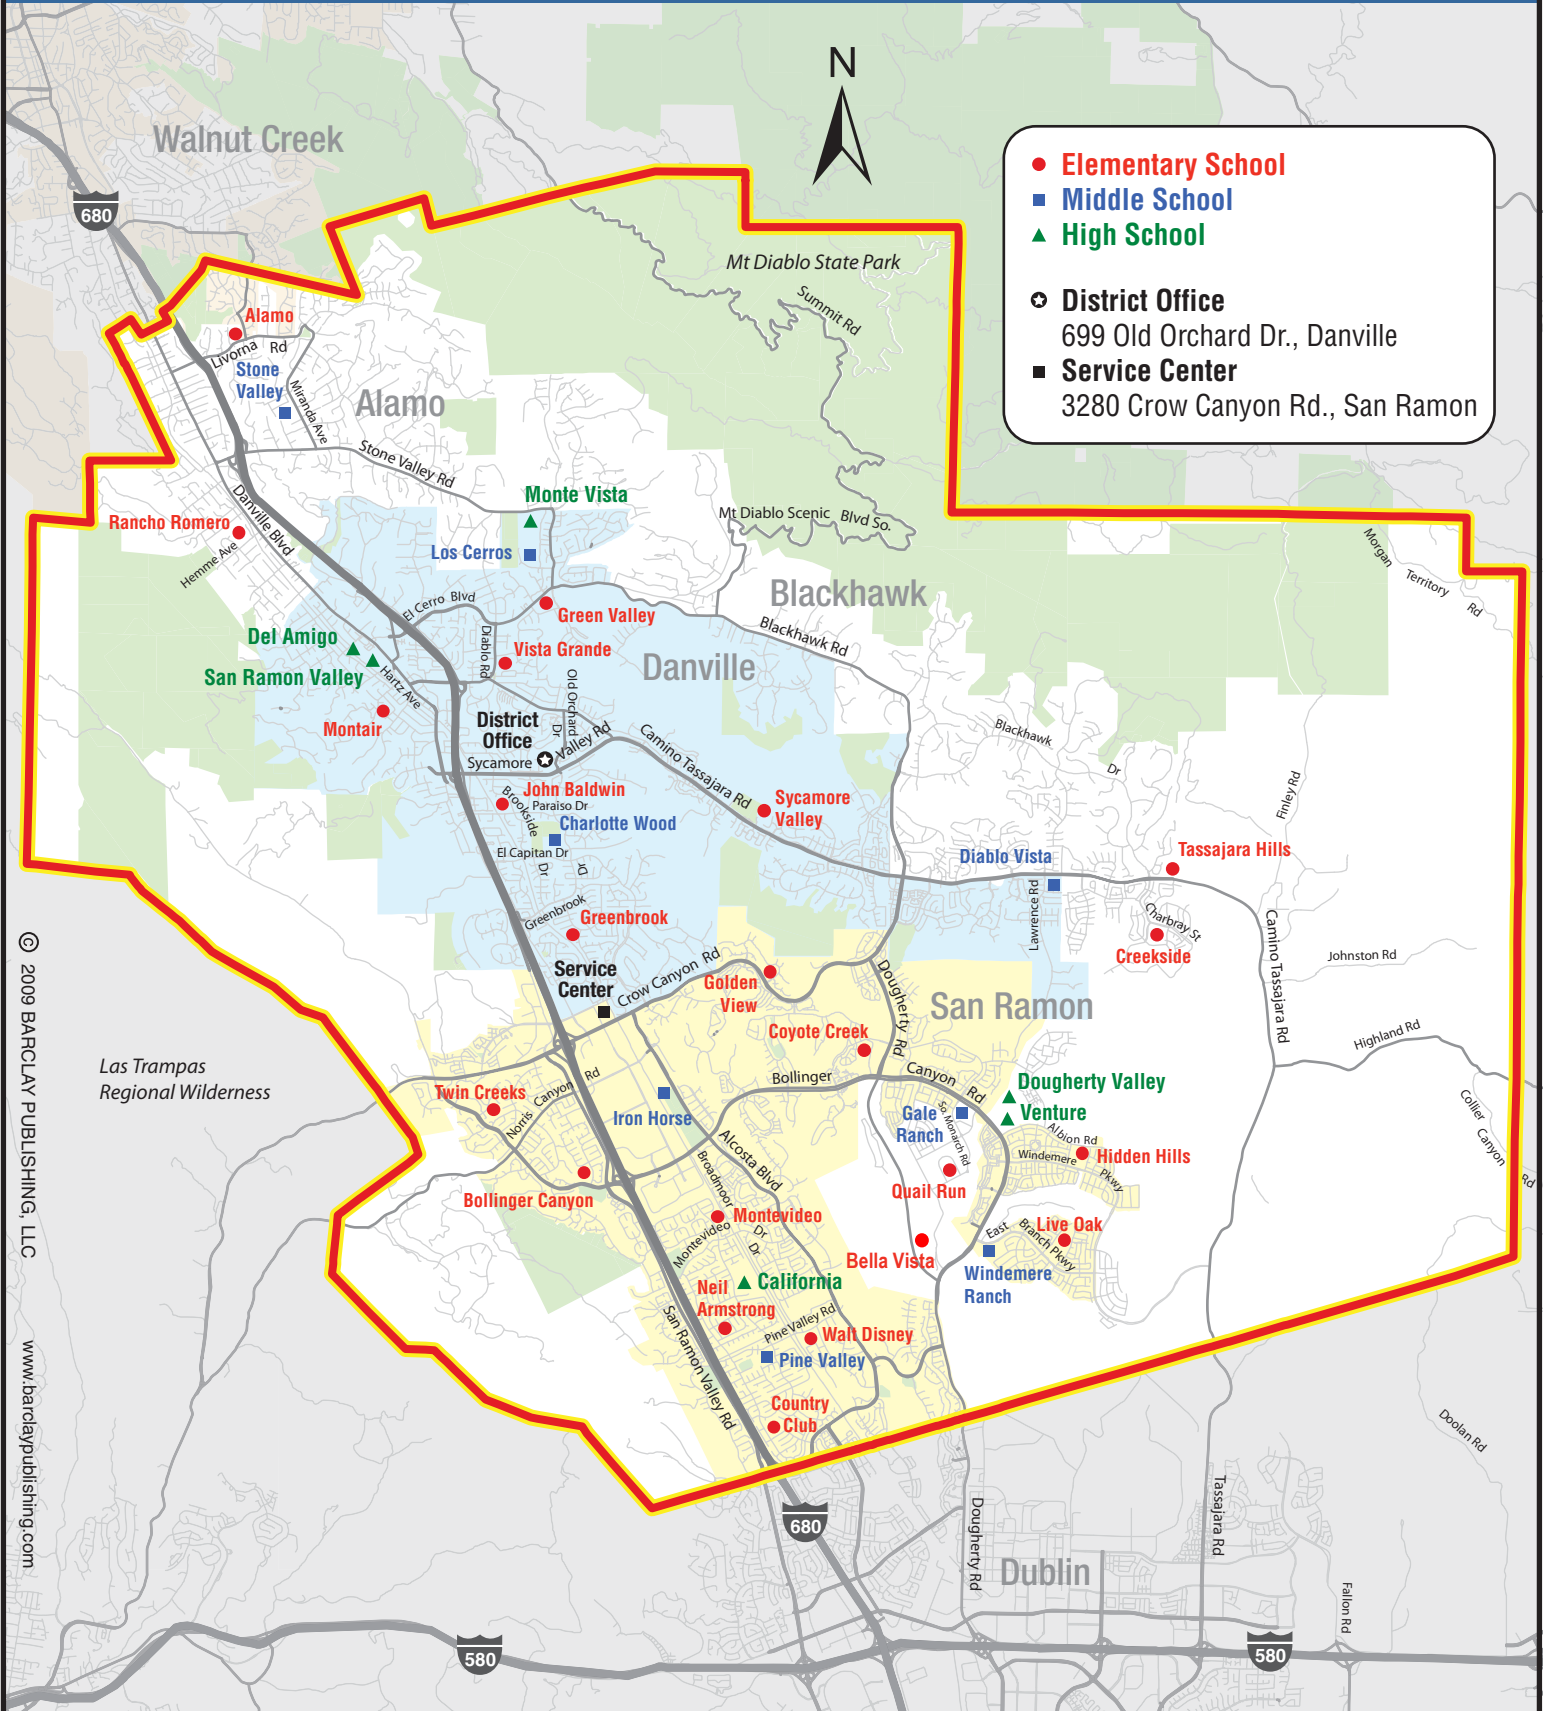 N
Walnut Creek
680
Elementary School
Middle School
High School
District Office
699 Old Orchard Dr., Danville
Service Center
3280 Crow Canyon Rd., San Ramon
Mt Diablo State Park
Summit Rd
Alamo
Livorna Rd
Stone
Valley
Miranda Ave
Alamo
Stone Valley Rd
Monte Vista
Mt Diablo Scenic Blvd So.
Danville Blvd
Rancho Romero
Los Cerros
Hemme Ave
Morgan Territory Rd
El Cerro Blvd
Blackhawk
Green Valley
Blackhawk Rd
Del Amigo
Diablo Rd
Vista Grande
Danville
San Ramon Valley
Hartz Ave
Old Orchard Dr
Montair
District
Office
Sycamore Valley Rd
Camino Tassajara Rd
Blackhawk Dr
Finley Rd
John Baldwin
Brookside Dr
Paraiso Dr
Sycamore
Valley
Charlotte Wood
El Capitan Dr
Dr
Diablo Vista
Tassajara Hills
Lawrence Rd
Charbray St
Greenbrook
Greenbrook
Creekside
Camino Tassajara Rd
Johnston Rd
Service
Center
Crow Canyon Rd
Golden
View
Dougherty Rd
San Ramon
Coyote Creek
Highland Rd
Las Trampas
Regional Wilderness
Twin Creeks
Norris Canyon Rd
Iron Horse
Bollinger Canyon Rd
Dougherty Valley
Venture
Gale
Ranch
So. Monarch Rd
Albion Rd
Windemere Pkwy
Hidden Hills
Collier Canyon Rd
Alcosta Blvd
Broadmoor Dr
Bollinger Canyon
Quail Run
Montevideo
Montevideo Dr
East Branch Pkwy
Live Oak
Bella Vista
Windemere
Ranch
California
Neil
Armstrong
Pine Valley Rd
Walt Disney
Pine Valley
San Ramon Valley Rd
Country
Club
Doolan Rd
680
Dougherty Rd
Tassajara Rd
Dublin
Fallon Rd
580
580
© 2009 BARCLAY PUBLISHING, LLC www.barclaypublishing.com